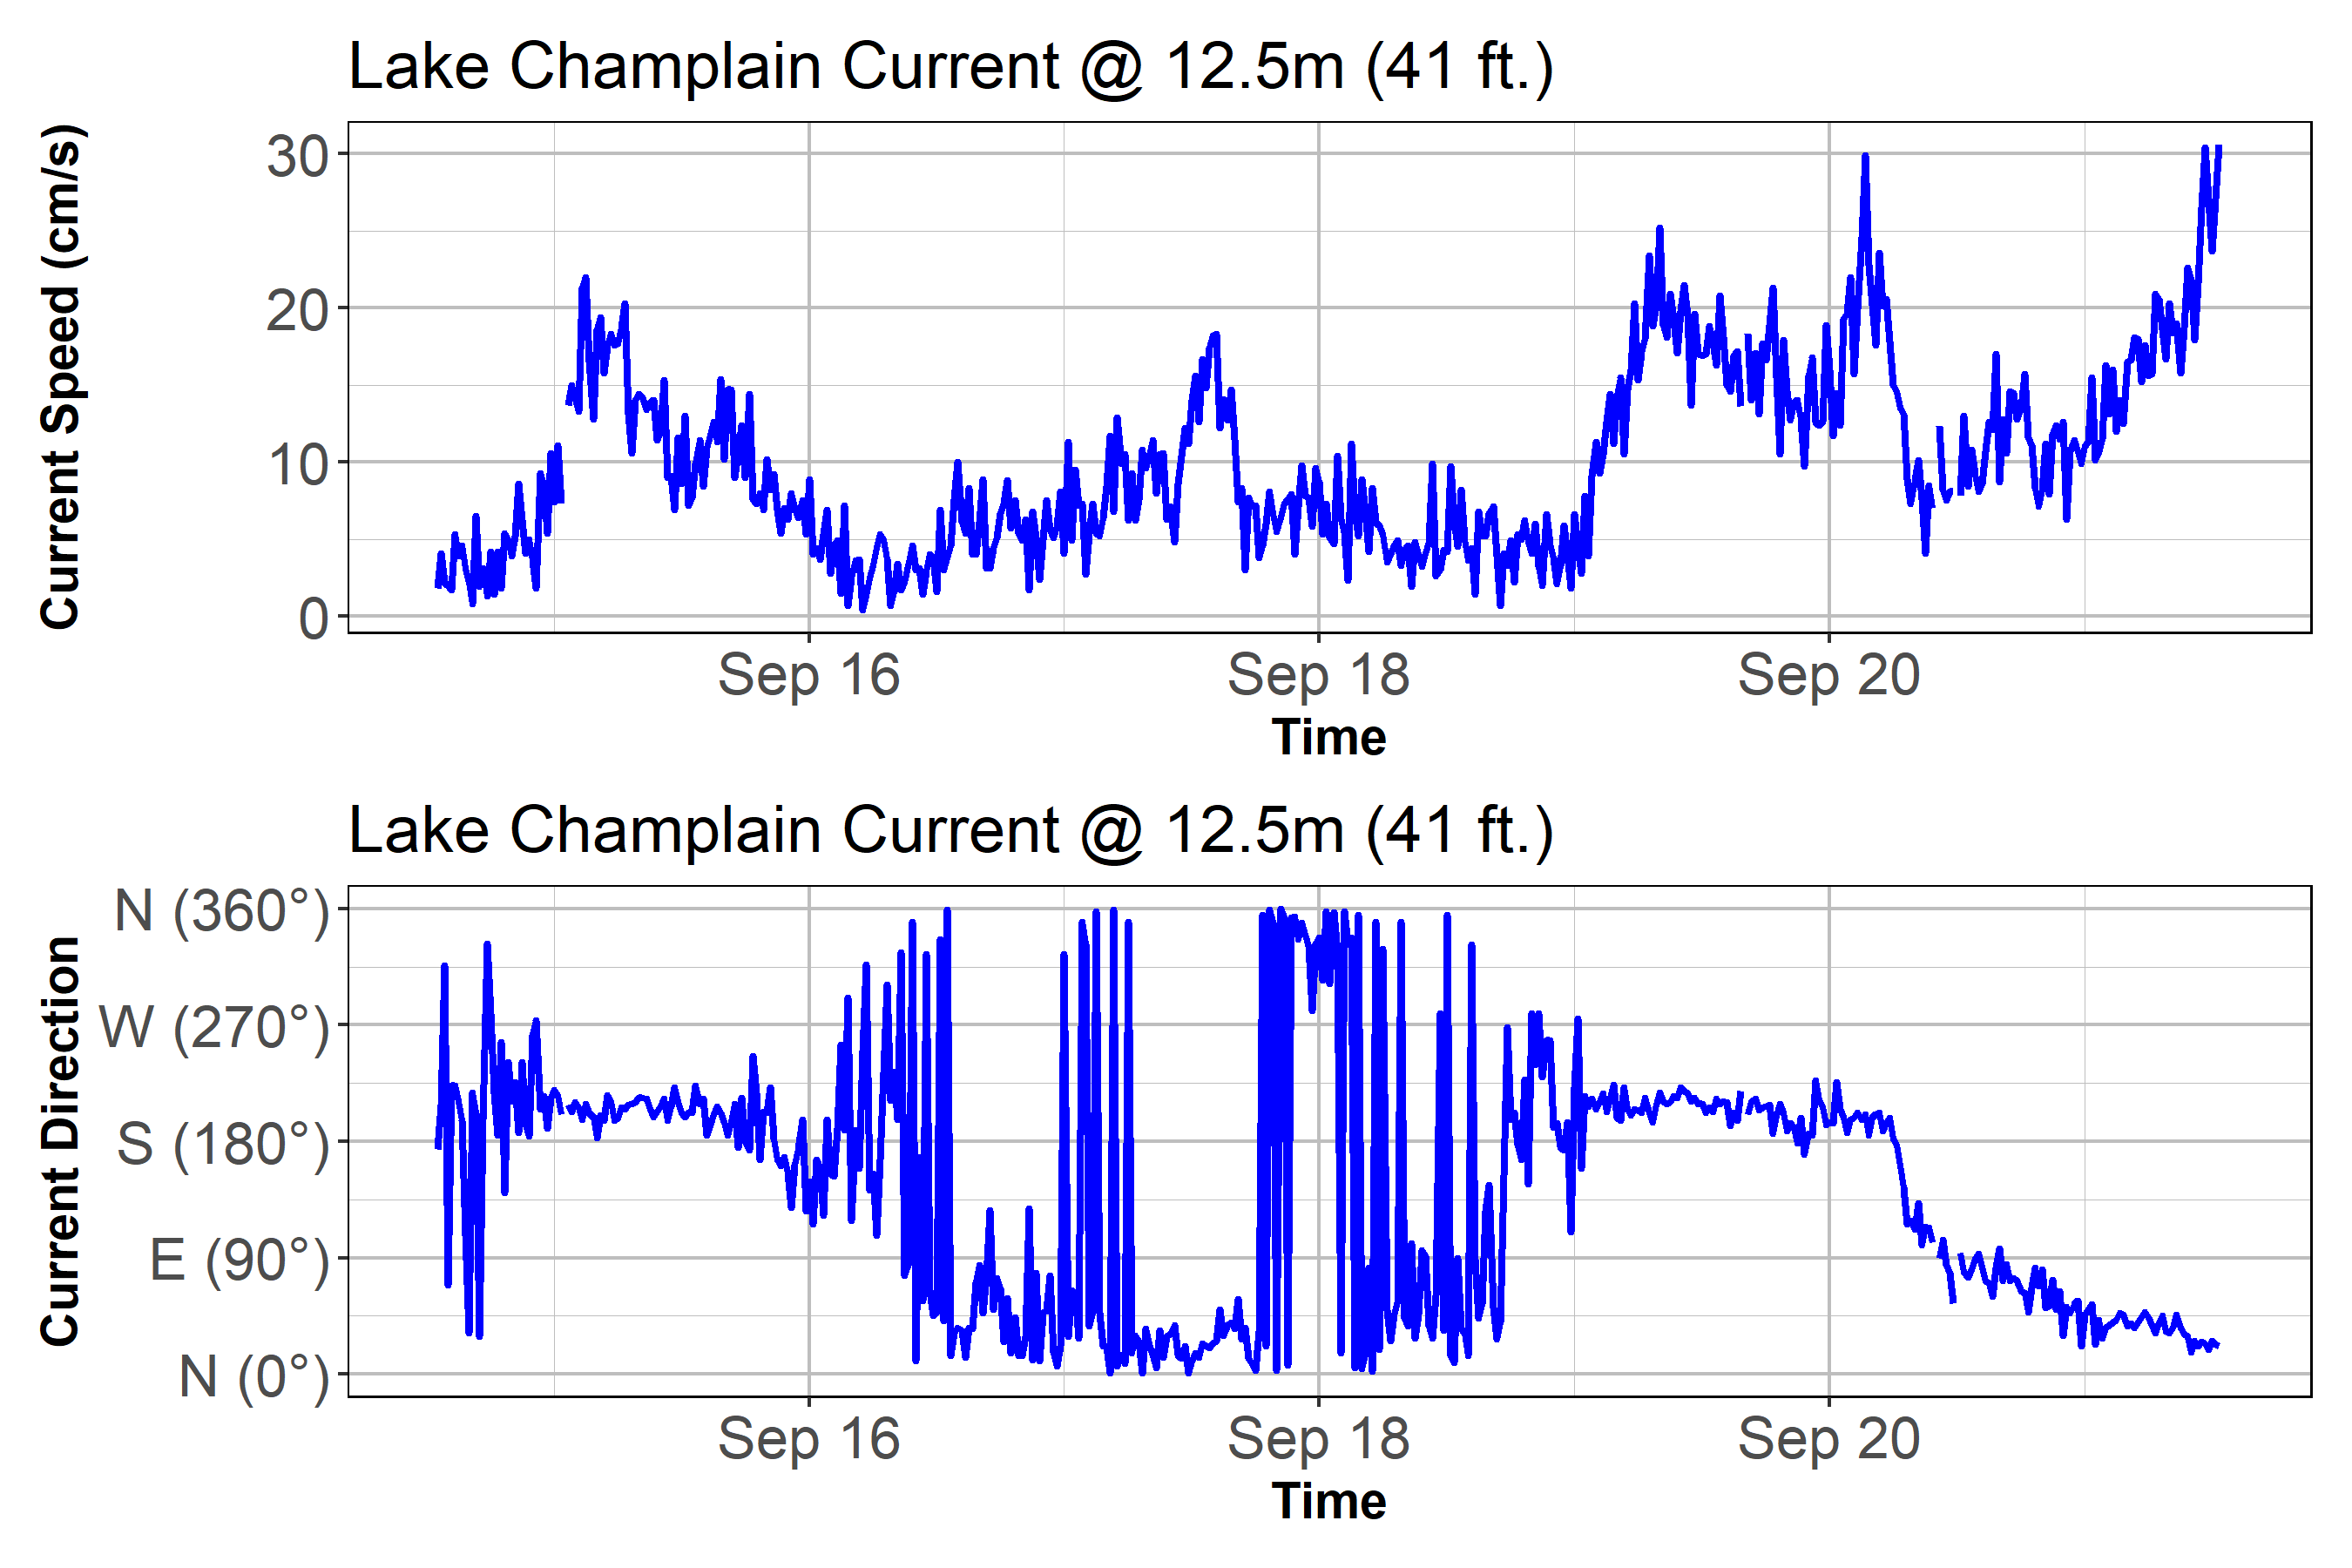 Lake Champlain Current @ 12.5m (41 ft.)
Current Speed (cm/s)
30
20
10
0
Sep 16
Sep 18
Sep 20
Time
Lake Champlain Current @ 12.5m (41 ft.)
Current Direction
N (360°)
W (270°)
S (180°)
E (90°)
N (0°)
Sep 16
Sep 18
Sep 20
Time